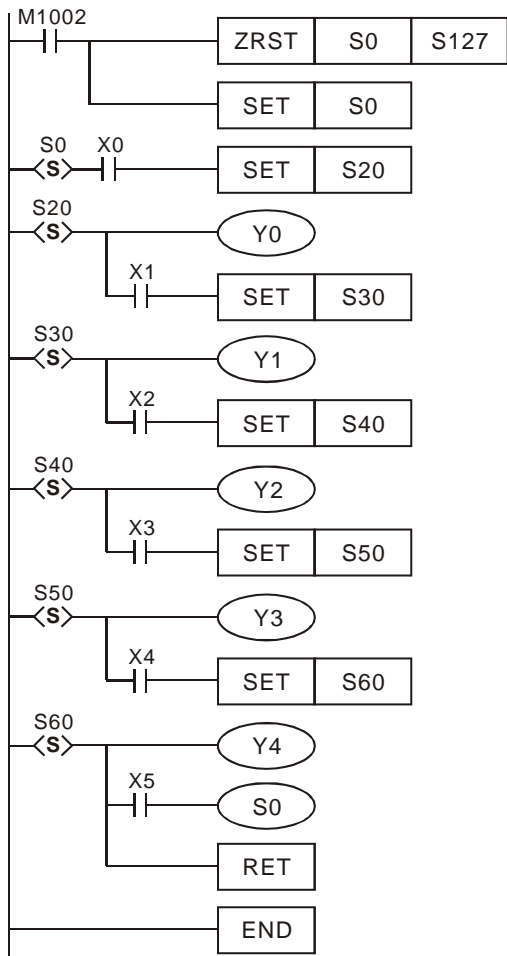 M1002
ZRST S0 S127
SET S0
S0 X0
S SET S20
S20
S Y0
X1
SET S30
S30
S Y1
X2
SET S40
S40
S Y2
X3
SET S50
S50
S Y3
X4
SET S60
S60
S Y4
X5
S0
RET
END